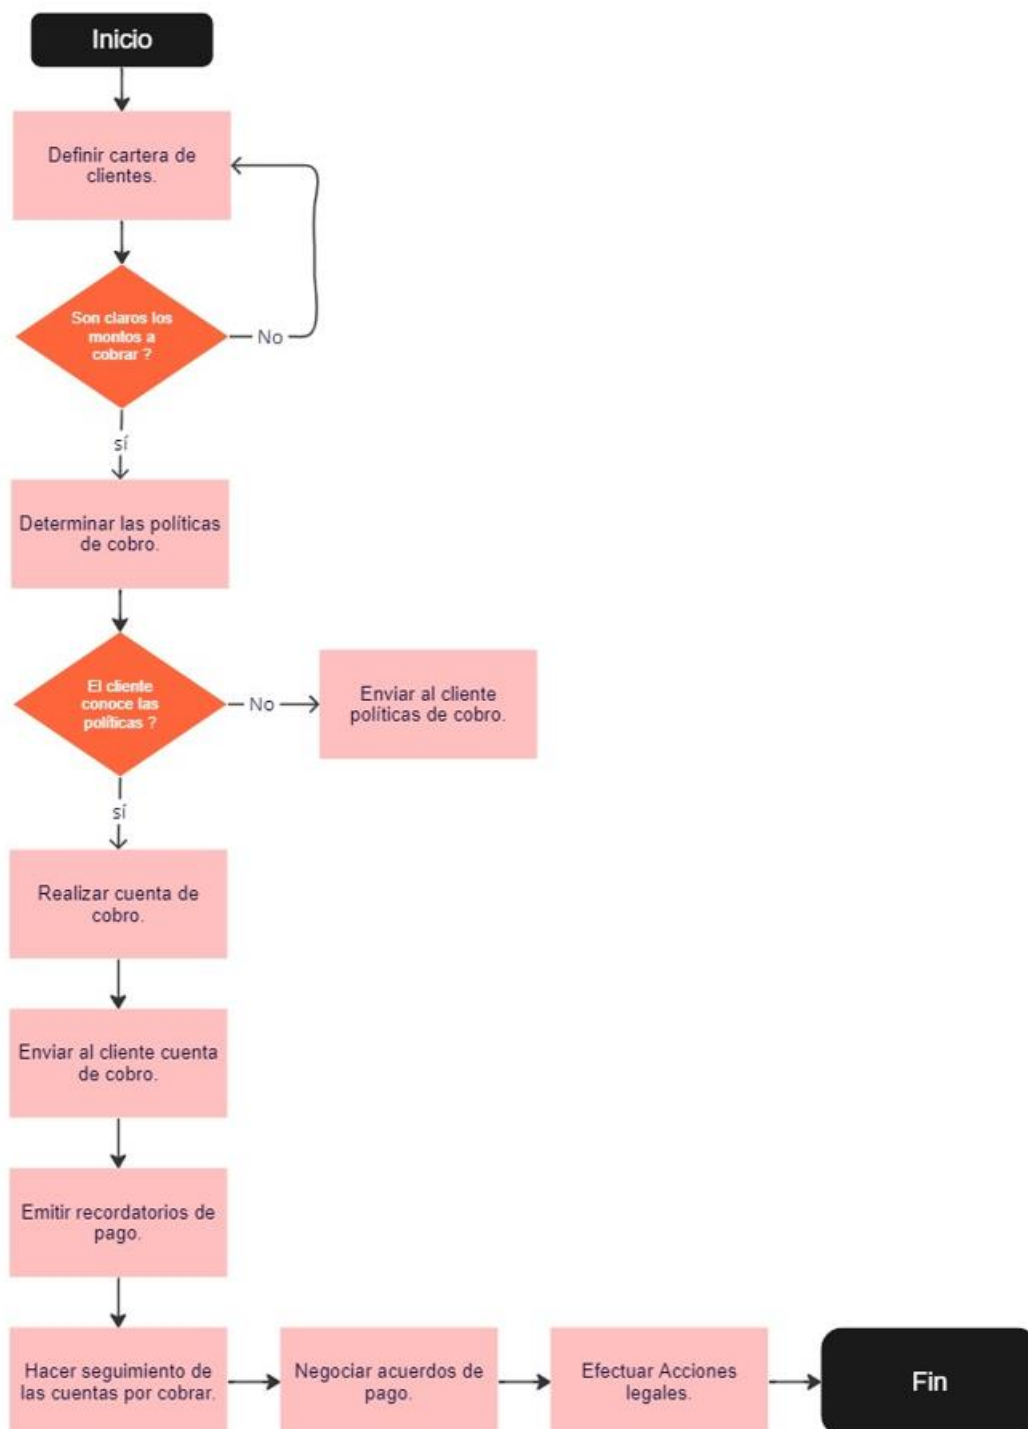 Inicio
Definir cartera de
clientes.
Son claros los
montos a
cobrar ?
No
sí
Determinar las políticas
de cobro.
El cliente
conoce las
políticas ?
No
Enviar al cliente
políticas de cobro.
sí
Realizar cuenta de
cobro.
Enviar al cliente cuenta
de cobro.
Emitir recordatorios de
pago.
Hacer seguimiento de
las cuentas por cobrar.
Negociar acuerdos de
pago.
Efectuar Acciones
legales.
Fin